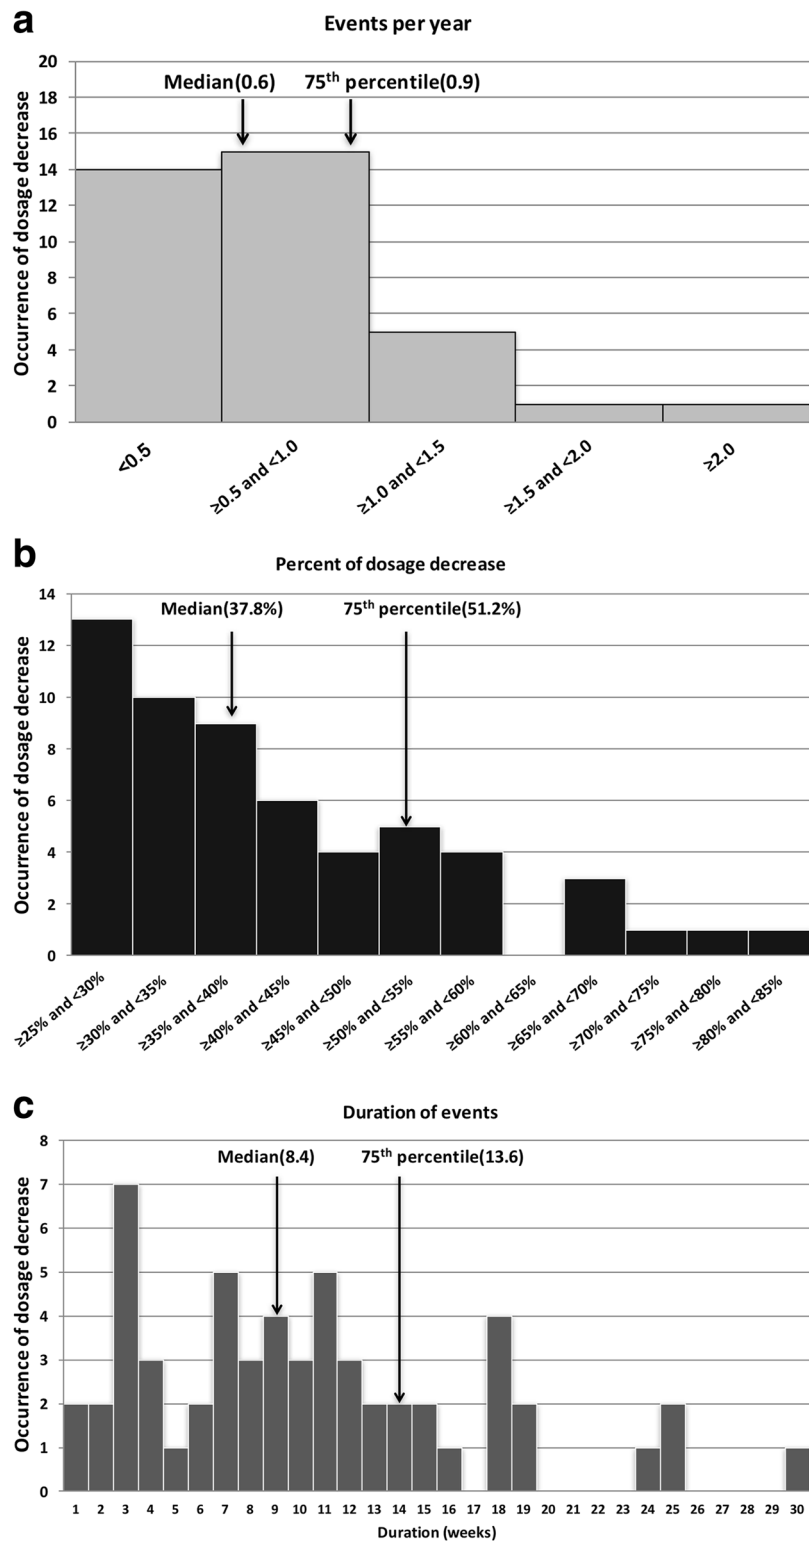 a
Events per year
Median(0.6) 75th percentile(0.9)
Occurrence of dosage decrease
20
18
16
14
12
10
8
6
4
2
0
<0.5 ≥0.5 and <1.0 ≥1.0 and <1.5 ≥1.5 and <2.0 ≥2.0
b
Percent of dosage decrease
Median(37.8%) 75th percentile(51.2%)
Occurrence of dosage decrease
14
12
10
8
6
4
2
0
≥25% and <30% ≥30% and <35% ≥35% and <40% ≥40% and <45% ≥45% and <50% ≥50% and <55% ≥55% and <60% ≥60% and <65% ≥65% and <70% ≥70% and <75% ≥75% and <80% ≥80% and <85%
c
Duration of events
Median(8.4) 75th percentile(13.6)
Occurrence of dosage decrease
8
7
6
5
4
3
2
1
0
1 2 3 4 5 6 7 8 9 10 11 12 13 14 15 16 17 18 19 20 21 22 23 24 25 26 27 28 29 30
Duration (weeks)